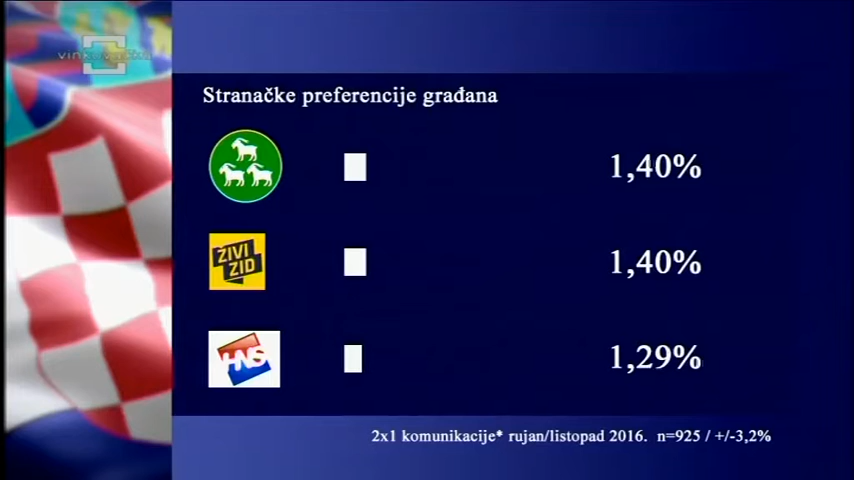 Stranačke preferencije građana
1,40%
ŽIVI
ZID
1,40%
HNS
1,29%
2x1 komunikacije* rujan/listopad 2016. n=925 / +/-3,2%